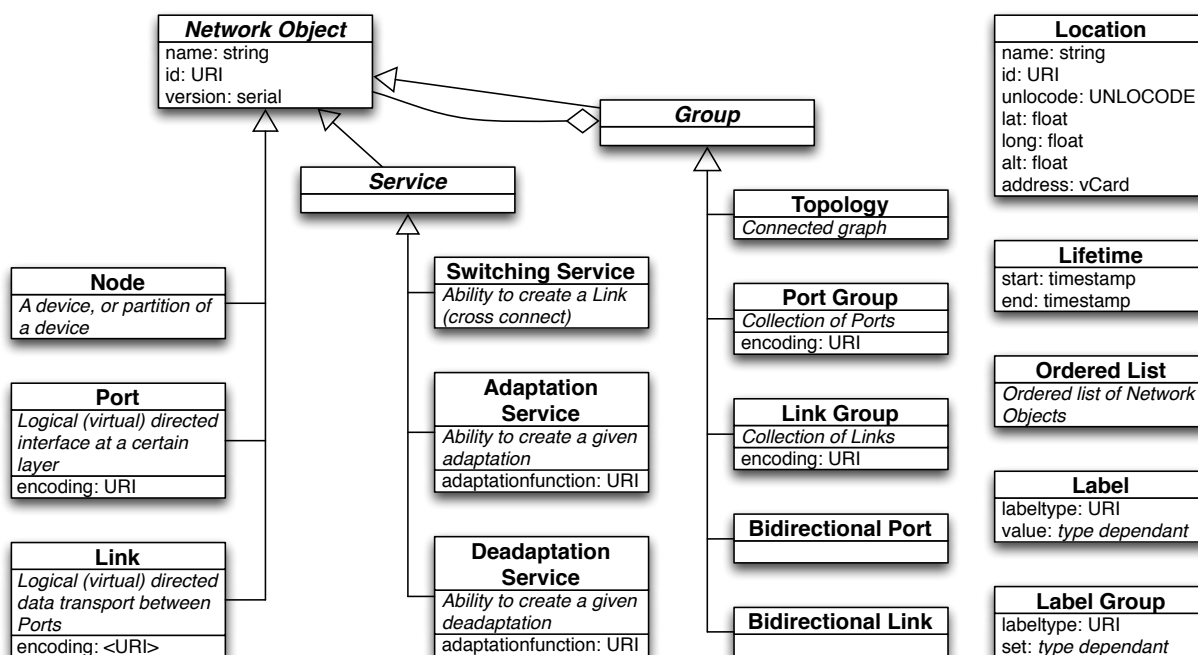 Network Object
name: string
id: URI
version: serial
Group
Service
Node
A device, or partition of
a device
Port
Logical (virtual) directed
interface at a certain
layer
encoding: URI
Link
Logical (virtual) directed
data transport between
Ports
encoding: <URI>
Switching Service
Ability to create a Link
(cross connect)
Adaptation
Service
Ability to create a given
adaptation
adaptationfunction: URI
Deadaptation
Service
Ability to create a given
deadaptation
adaptationfunction: URI
Topology
Connected graph
Port Group
Collection of Ports
encoding: URI
Link Group
Collection of Links
encoding: URI
Bidirectional Port
Bidirectional Link
Location
name: string
id: URI
unlocode: UNLOCODE
lat: float
long: float
alt: float
address: vCard
Lifetime
start: timestamp
end: timestamp
Ordered List
Ordered list of Network
Objects
Label
labeltype: URI
value: type dependant
Label Group
labeltype: URI
set: type dependant